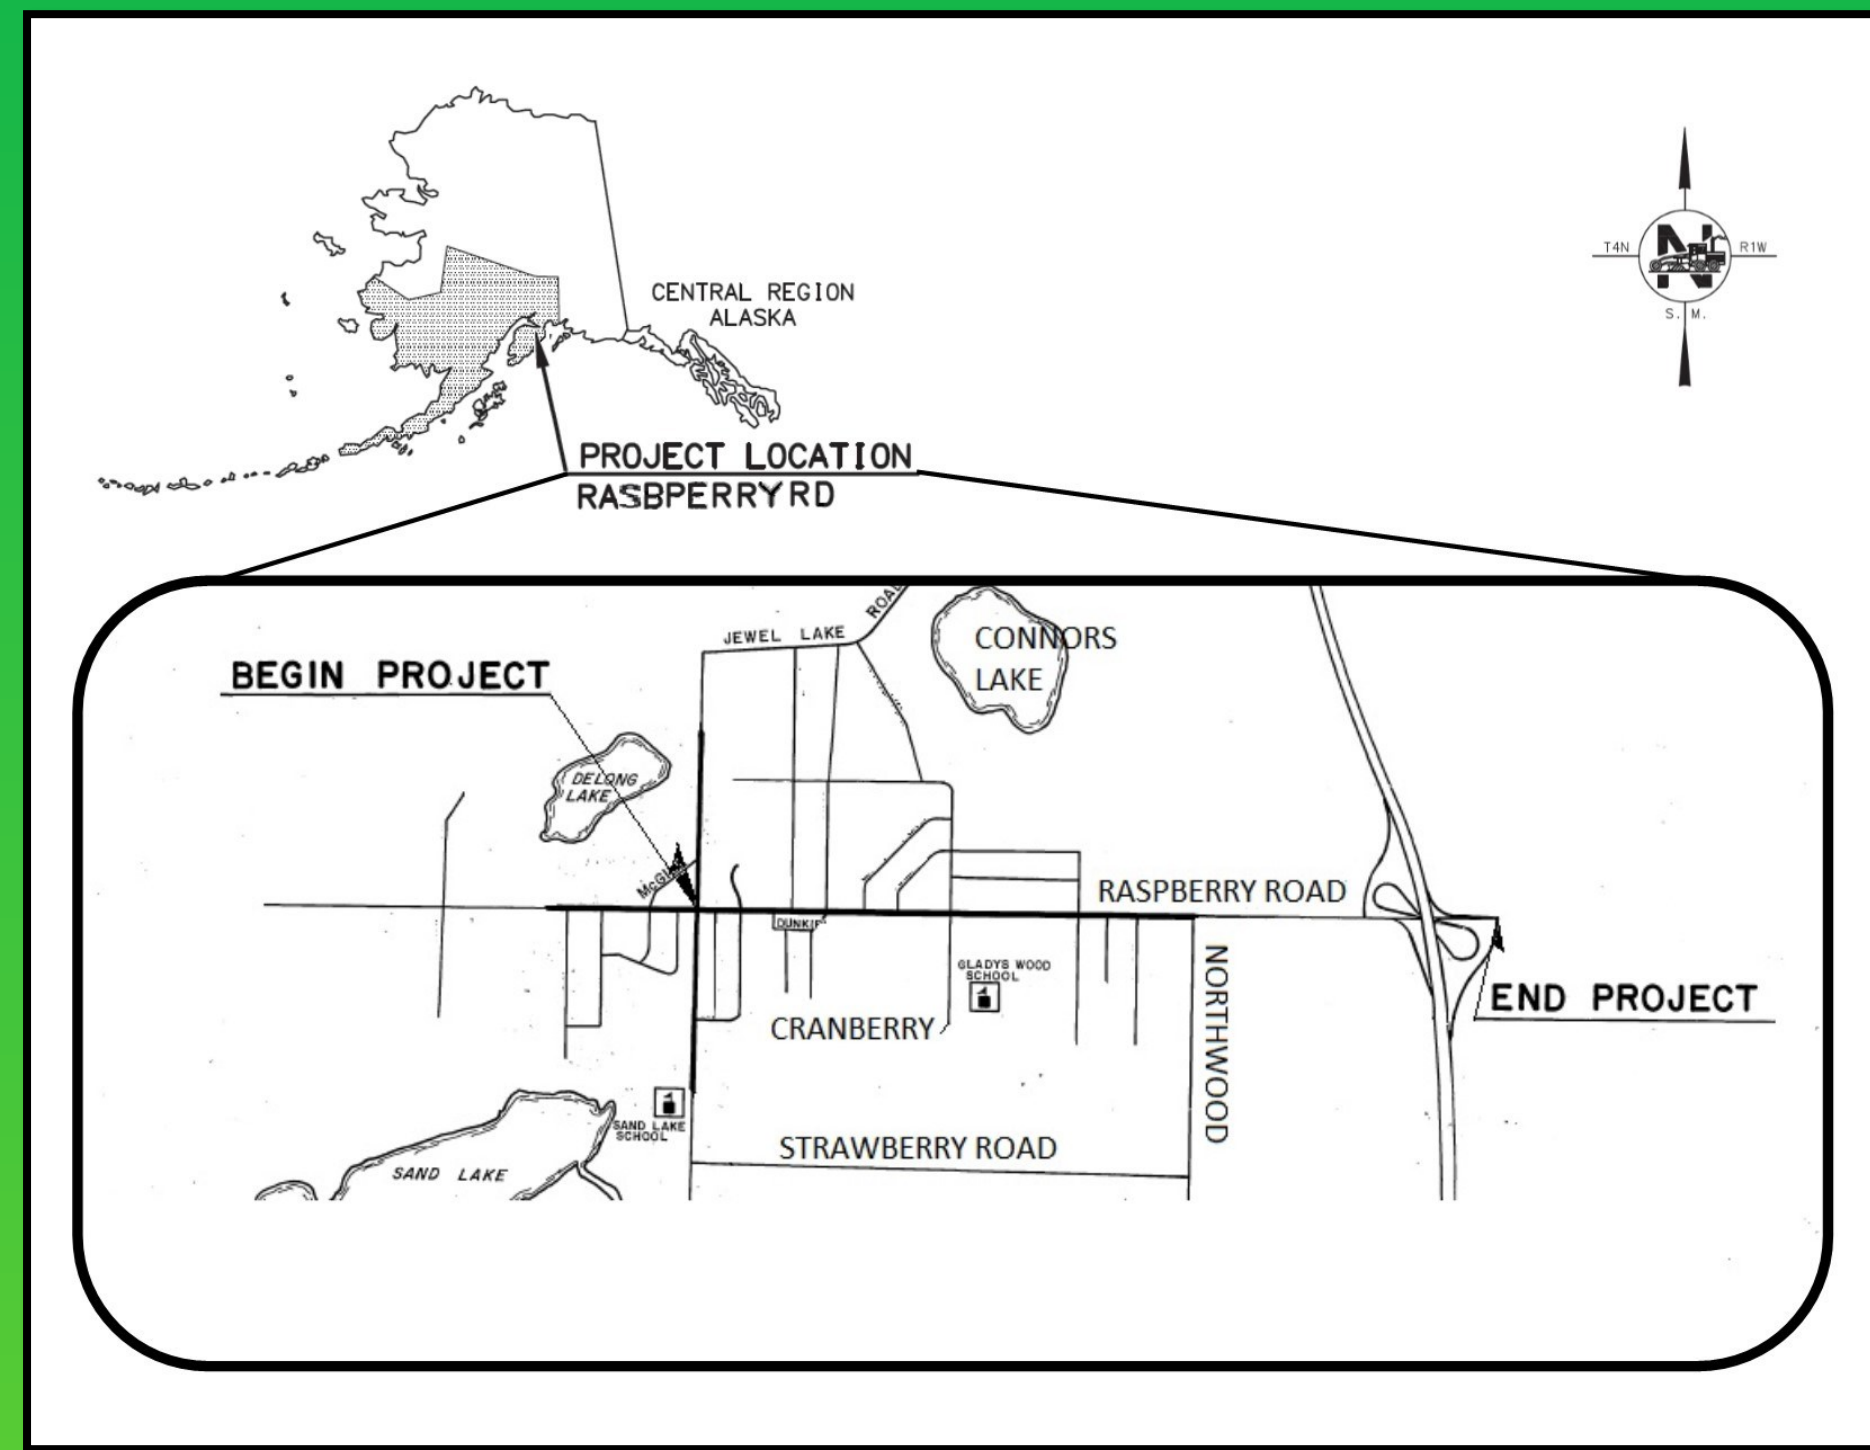 CENTRAL REGION
ALASKA
T4N
N
R1W
S. M.
PROJECT LOCATION
RASBPERRY RD
JEWEL LAKE ROAD
CONNORS
LAKE
BEGIN PROJECT
DELONG
LAKE
RASPBERRY ROAD
GLADYS WOOD
SCHOOL
NORTHWOOD
END PROJECT
CRANBERRY
SAND LAKE
SCHOOL
STRAWBERRY ROAD
SAND LAKE